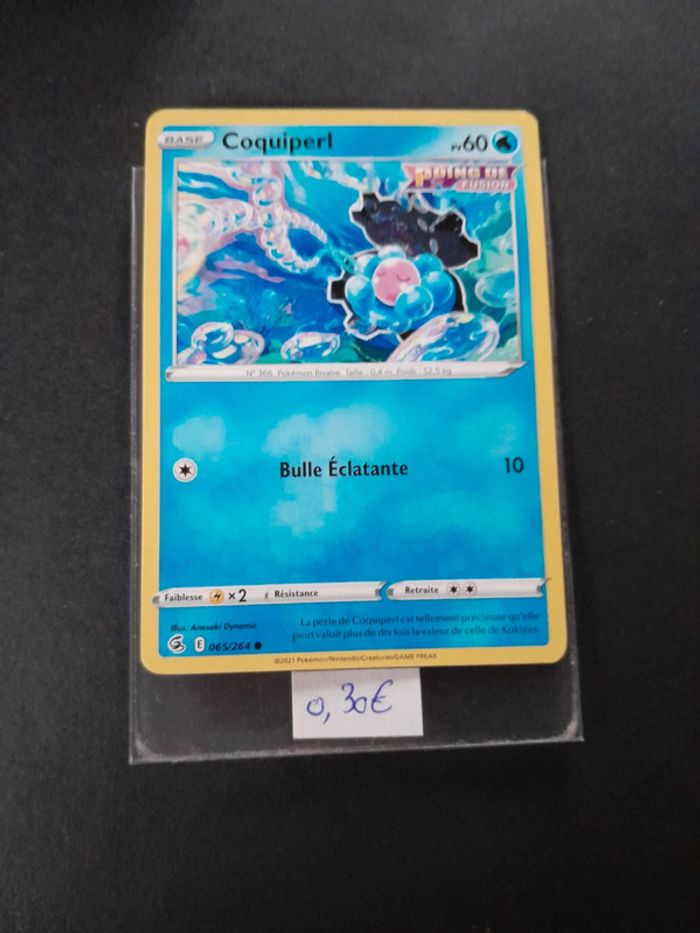 BASE Coquiperl PV60
POING DE
FUSION
N° 366 Pokémon Bivalve Taille : 0,4 m Poids : 52,5 kg
Bulle Éclatante 10
Faiblesse ×2 Résistance Retraite
Illus. Anesaki Dynamic
La perle de Coquiperl est tellement précieuse qu'elle
peut valoir plus de dix fois la valeur de celle de Kokiyas.
E 065/264
©2021 Pokémon/Nintendo/Creatures/GAME FREAK
0,30€